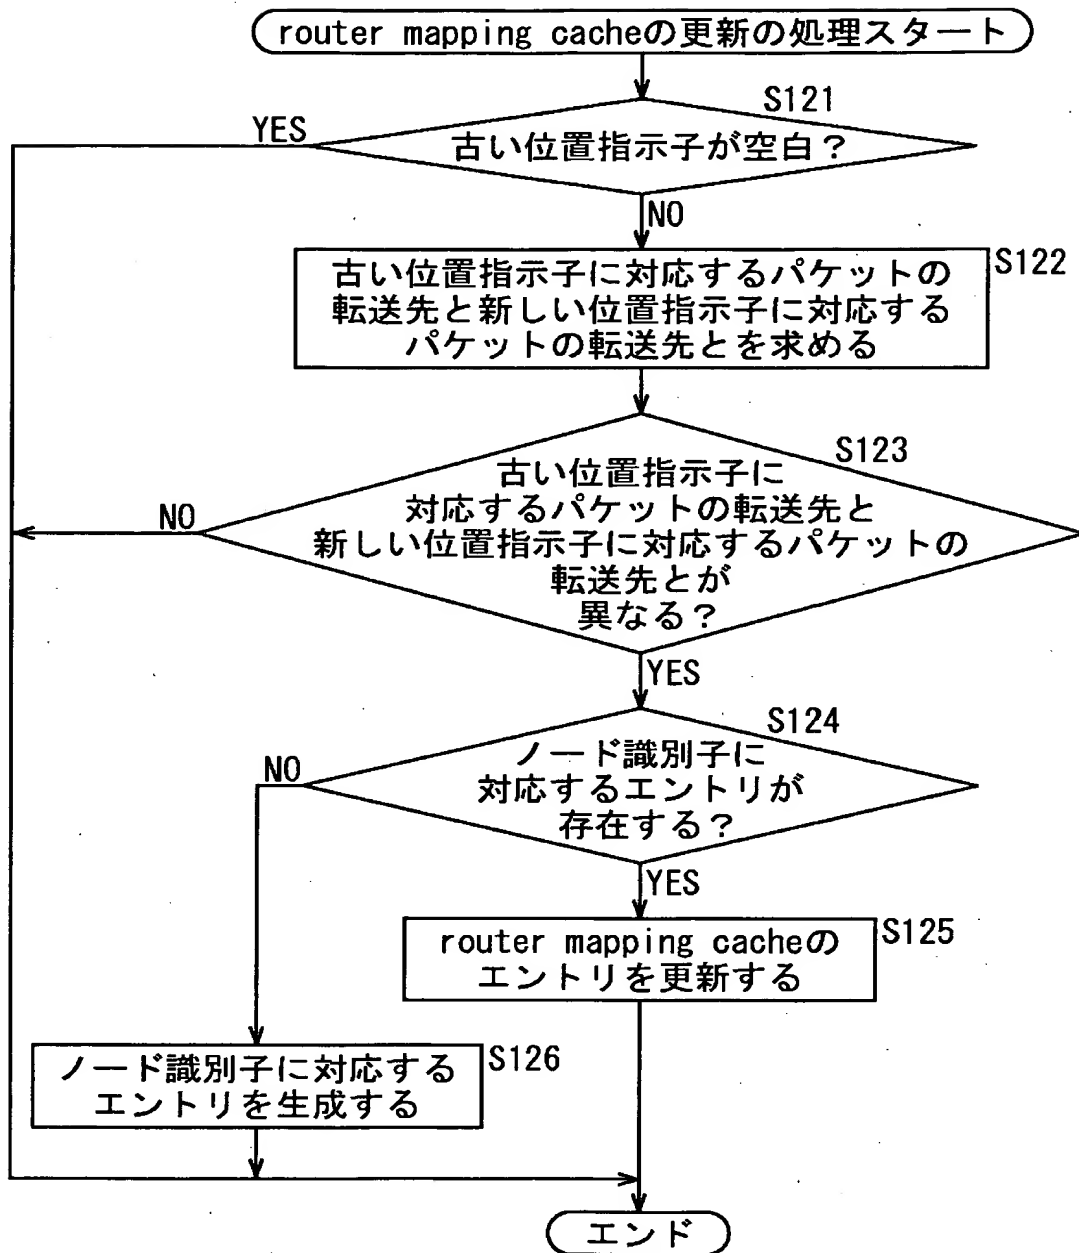 router mapping cacheの更新の処理スタート
S121
YES
古い位置指示子が空白？
NO
S122
古い位置指示子に対応するパケットの
転送先と新しい位置指示子に対応する
パケットの転送先とを求める
S123
古い位置指示子に
対応するパケットの転送先と
新しい位置指示子に対応するパケットの
転送先とが
異なる？
NO
YES
S124
ノード識別子に
対応するエントリが
存在する？
NO
YES
S125
router mapping cacheの
エントリを更新する
S126
ノード識別子に対応する
エントリを生成する
エンド